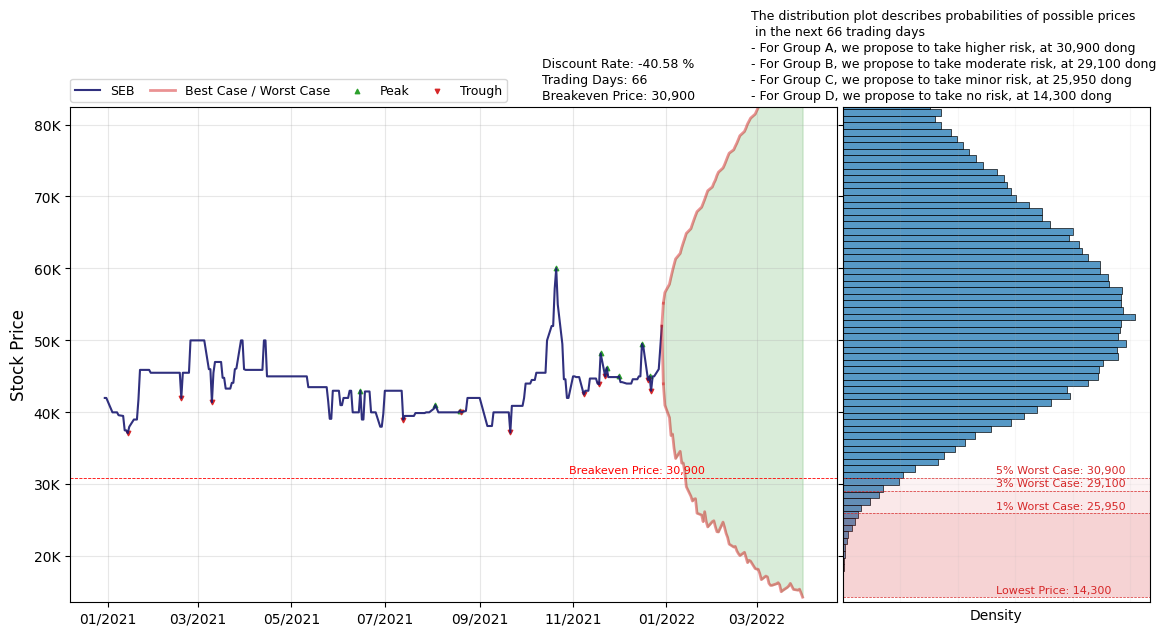 The distribution plot describes probabilities of possible prices
in the next 66 trading days
- For Group A, we propose to take higher risk, at 30,900 dong
- For Group B, we propose to take moderate risk, at 29,100 dong
- For Group C, we propose to take minor risk, at 25,950 dong
- For Group D, we propose to take no risk, at 14,300 dong
Discount Rate: -40.58 %
Trading Days: 66
Breakeven Price: 30,900
SEB
Best Case / Worst Case
Peak
Trough
Stock Price
80K
70K
60K
50K
40K
30K
20K
Breakeven Price: 30,900
5% Worst Case: 30,900
3% Worst Case: 29,100
1% Worst Case: 25,950
Lowest Price: 14,300
01/2021
03/2021
05/2021
07/2021
09/2021
11/2021
01/2022
03/2022
Density